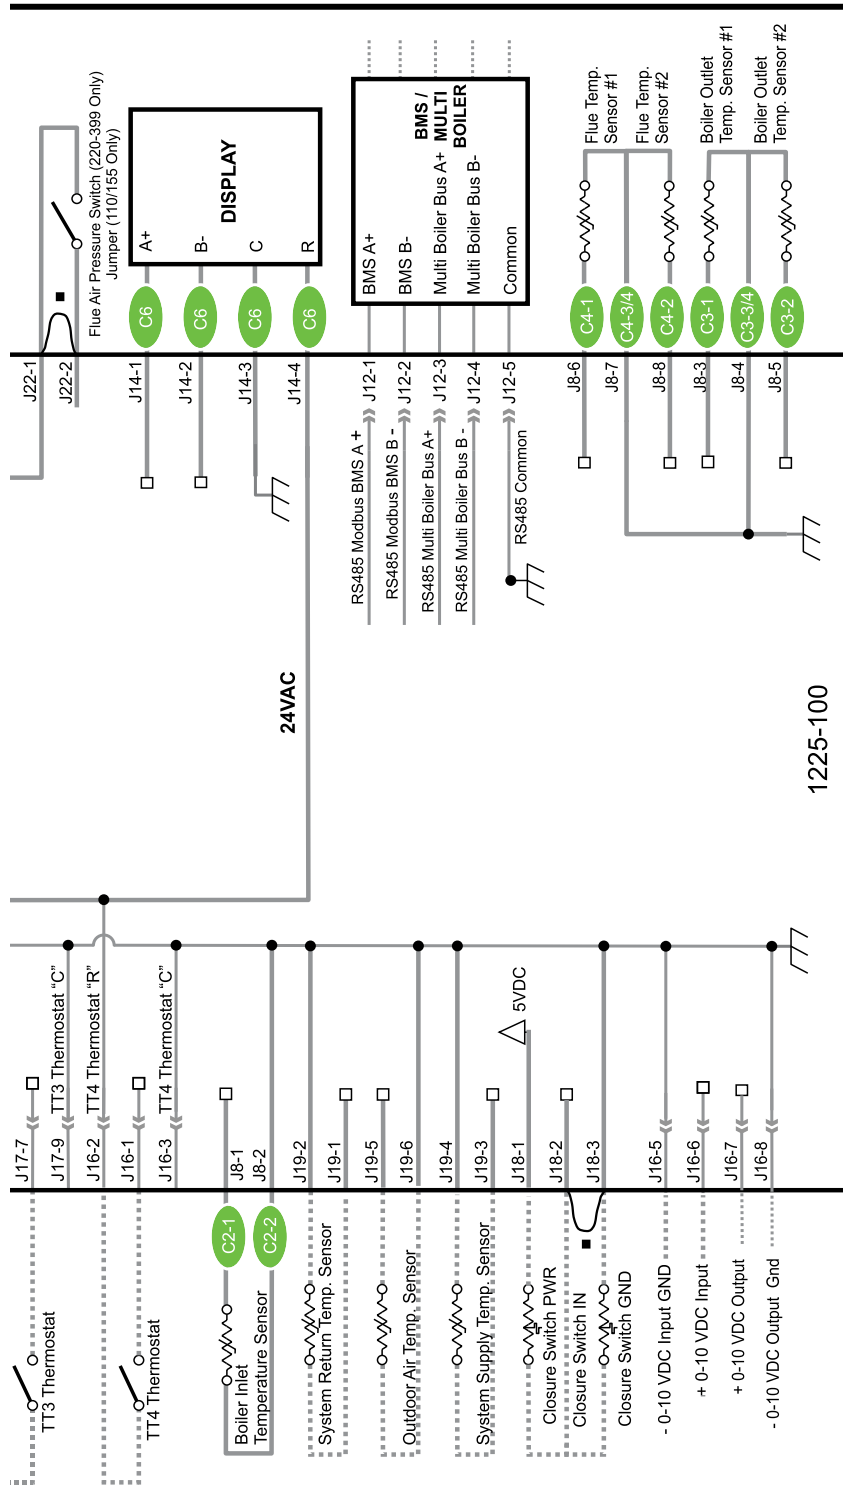 J22-1
J22-2
Flue Air Pressure Switch (220-399 Only)
Jumper (110/155 Only)
J14-1
C6
A+
J14-2
C6
B-
J14-3
C6
C
J14-4
C6
R
DISPLAY
24VAC
RS485 Modbus BMS A +
J12-1
BMS A+
RS485 Modbus BMS B -
J12-2
BMS B-
RS485 Multi Boiler Bus A+
J12-3
Multi Boiler Bus A+
RS485 Multi Boiler Bus B -
J12-4
Multi Boiler Bus B-
RS485 Common
J12-5
Common
BMS /
MULTI
BOILER
J8-6
C4-1
Flue Temp.
Sensor #1
J8-7
C4-3/4
J8-8
C4-2
Flue Temp.
Sensor #2
J8-3
C3-1
Boiler Outlet
Temp. Sensor #1
J8-4
C3-3/4
J8-5
C3-2
Boiler Outlet
Temp. Sensor #2
1225-100
J17-7
TT3 Thermostat
J17-9
TT3 Thermostat “C”
J16-2
TT4 Thermostat “R”
J16-1
TT4 Thermostat
J16-3
TT4 Thermostat “C”
J8-1
C2-1
J8-2
C2-2
Boiler Inlet
Temperature Sensor
J19-2
J19-1
System Return Temp. Sensor
J19-5
J19-6
Outdoor Air Temp. Sensor
J19-4
J19-3
System Supply Temp. Sensor
5VDC
J18-1
Closure Switch PWR
J18-2
Closure Switch IN
J18-3
Closure Switch GND
J16-5
- 0-10 VDC Input GND
J16-6
+ 0-10 VDC Input
J16-7
+ 0-10 VDC Output
J16-8
- 0-10 VDC Output Gnd